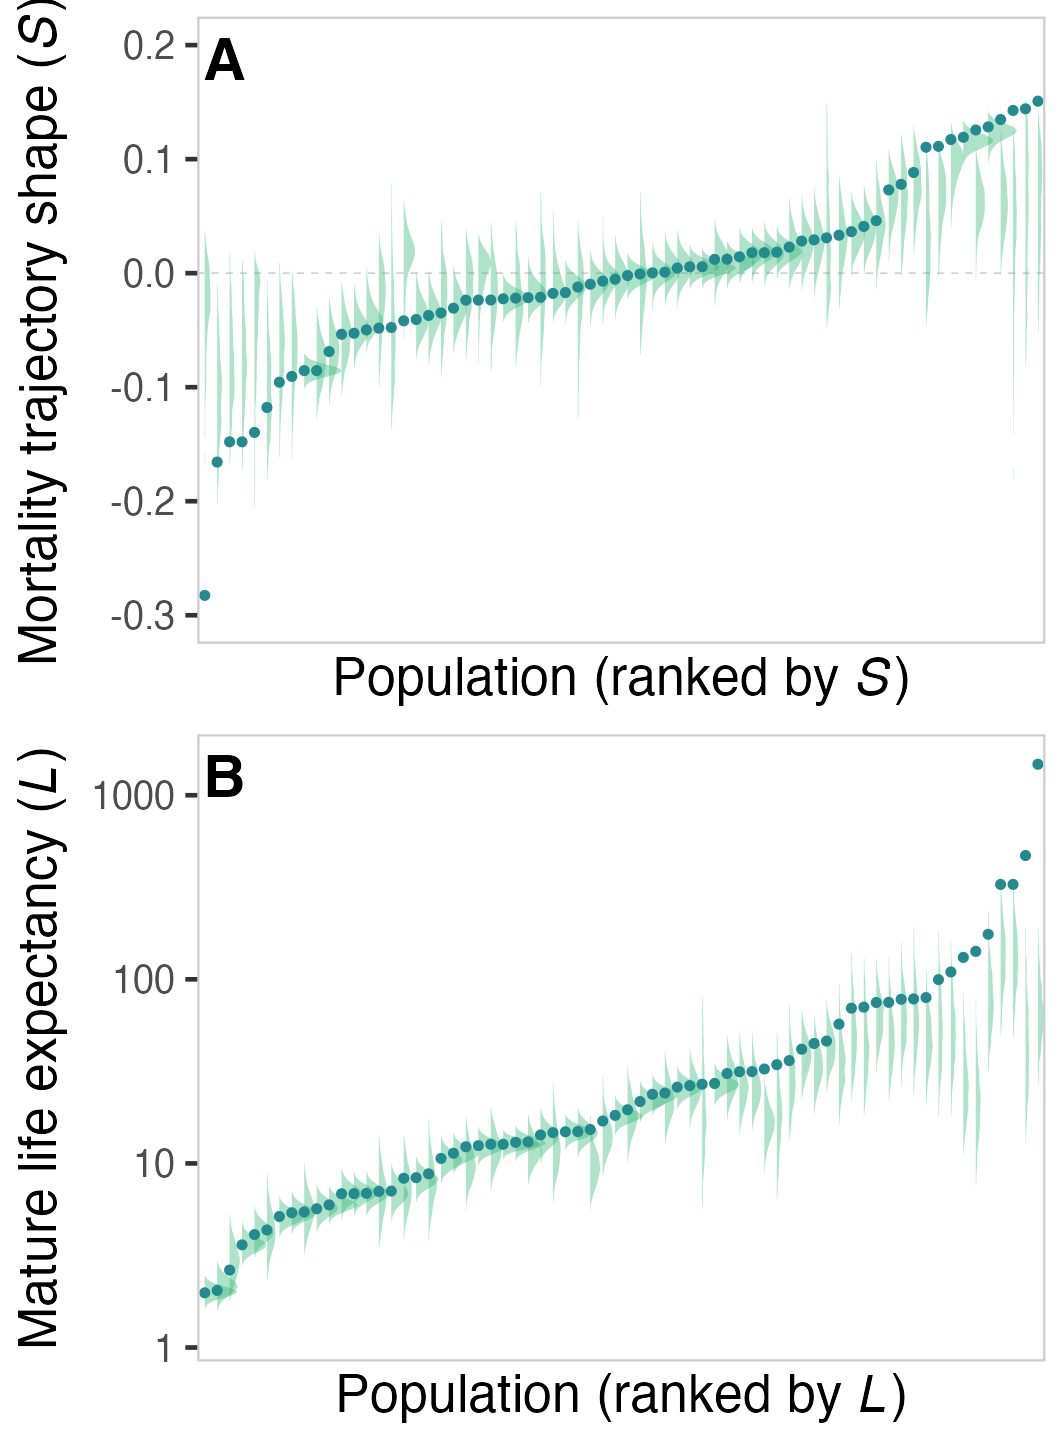 Mortality trajectory shape (S)
A
0.2
0.1
0.0
-0.1
-0.2
-0.3
Population (ranked by S)
Mature life expectancy (L)
B
1000
100
10
1
Population (ranked by L)